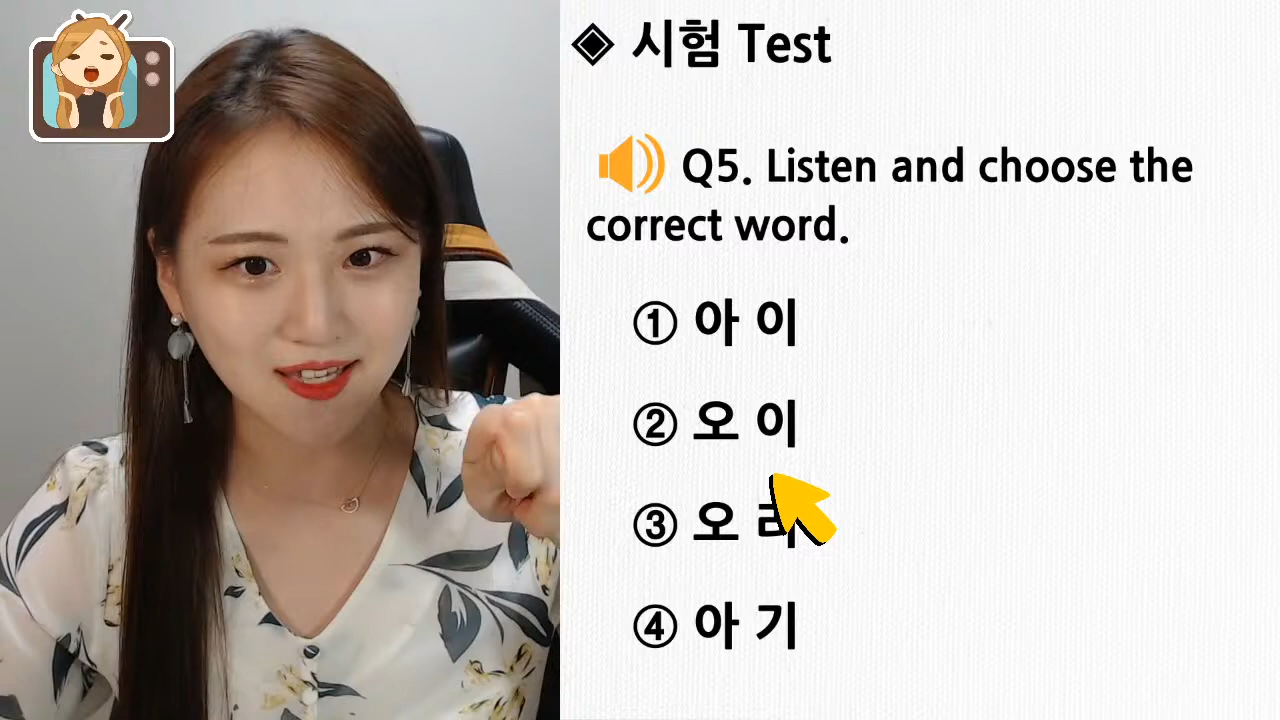 ◈ 시험 Test
Q5. Listen and choose the
correct word.
① 아 이
② 오 이
③ 오 리
④ 아 기